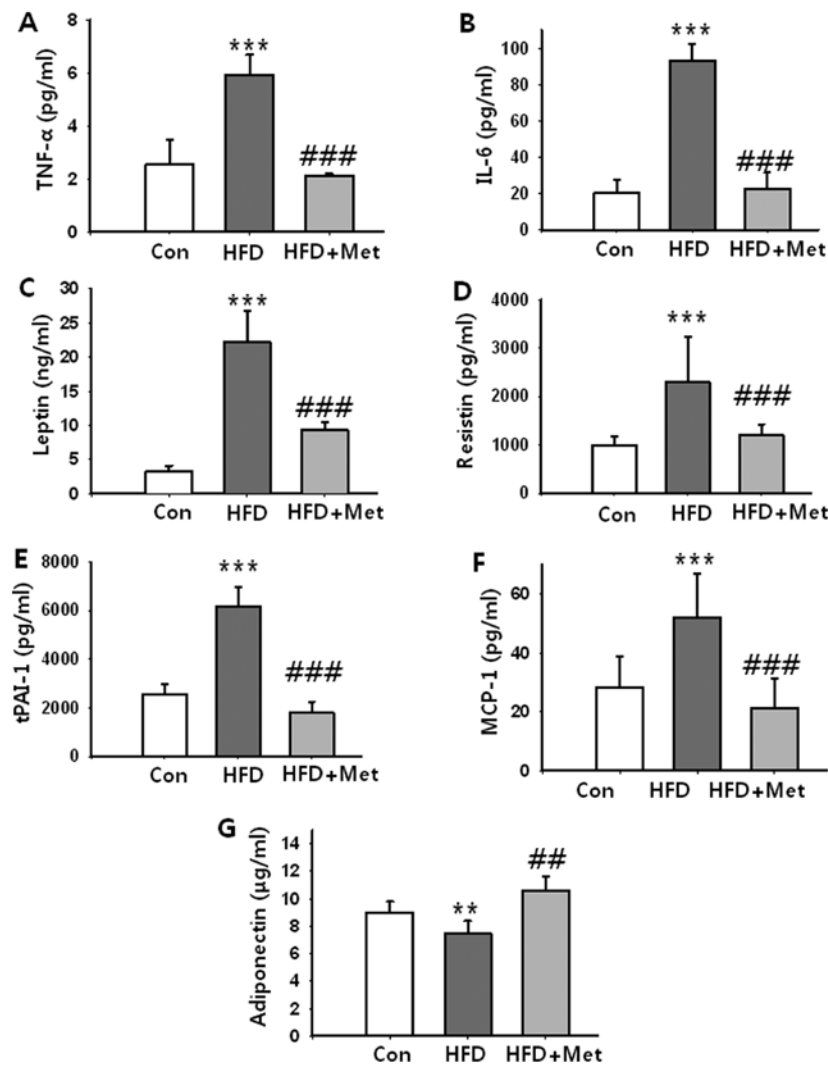 A
TNF-α (pg/ml)
8
6
4
2
0
***
###
Con HFD HFD+Met
B
IL-6 (pg/ml)
100
80
60
40
20
0
***
###
Con HFD HFD+Met
C
Leptin (ng/ml)
30
25
20
15
10
5
0
***
###
Con HFD HFD+Met
D
Resistin (pg/ml)
4000
3000
2000
1000
0
***
###
Con HFD HFD+Met
E
tPAI-1 (pg/ml)
8000
6000
4000
2000
0
***
###
Con HFD HFD+Met
F
MCP-1 (pg/ml)
60
40
20
0
***
###
Con HFD HFD+Met
G
Adiponectin (μg/ml)
14
12
10
8
6
4
2
0
**
##
Con HFD HFD+Met